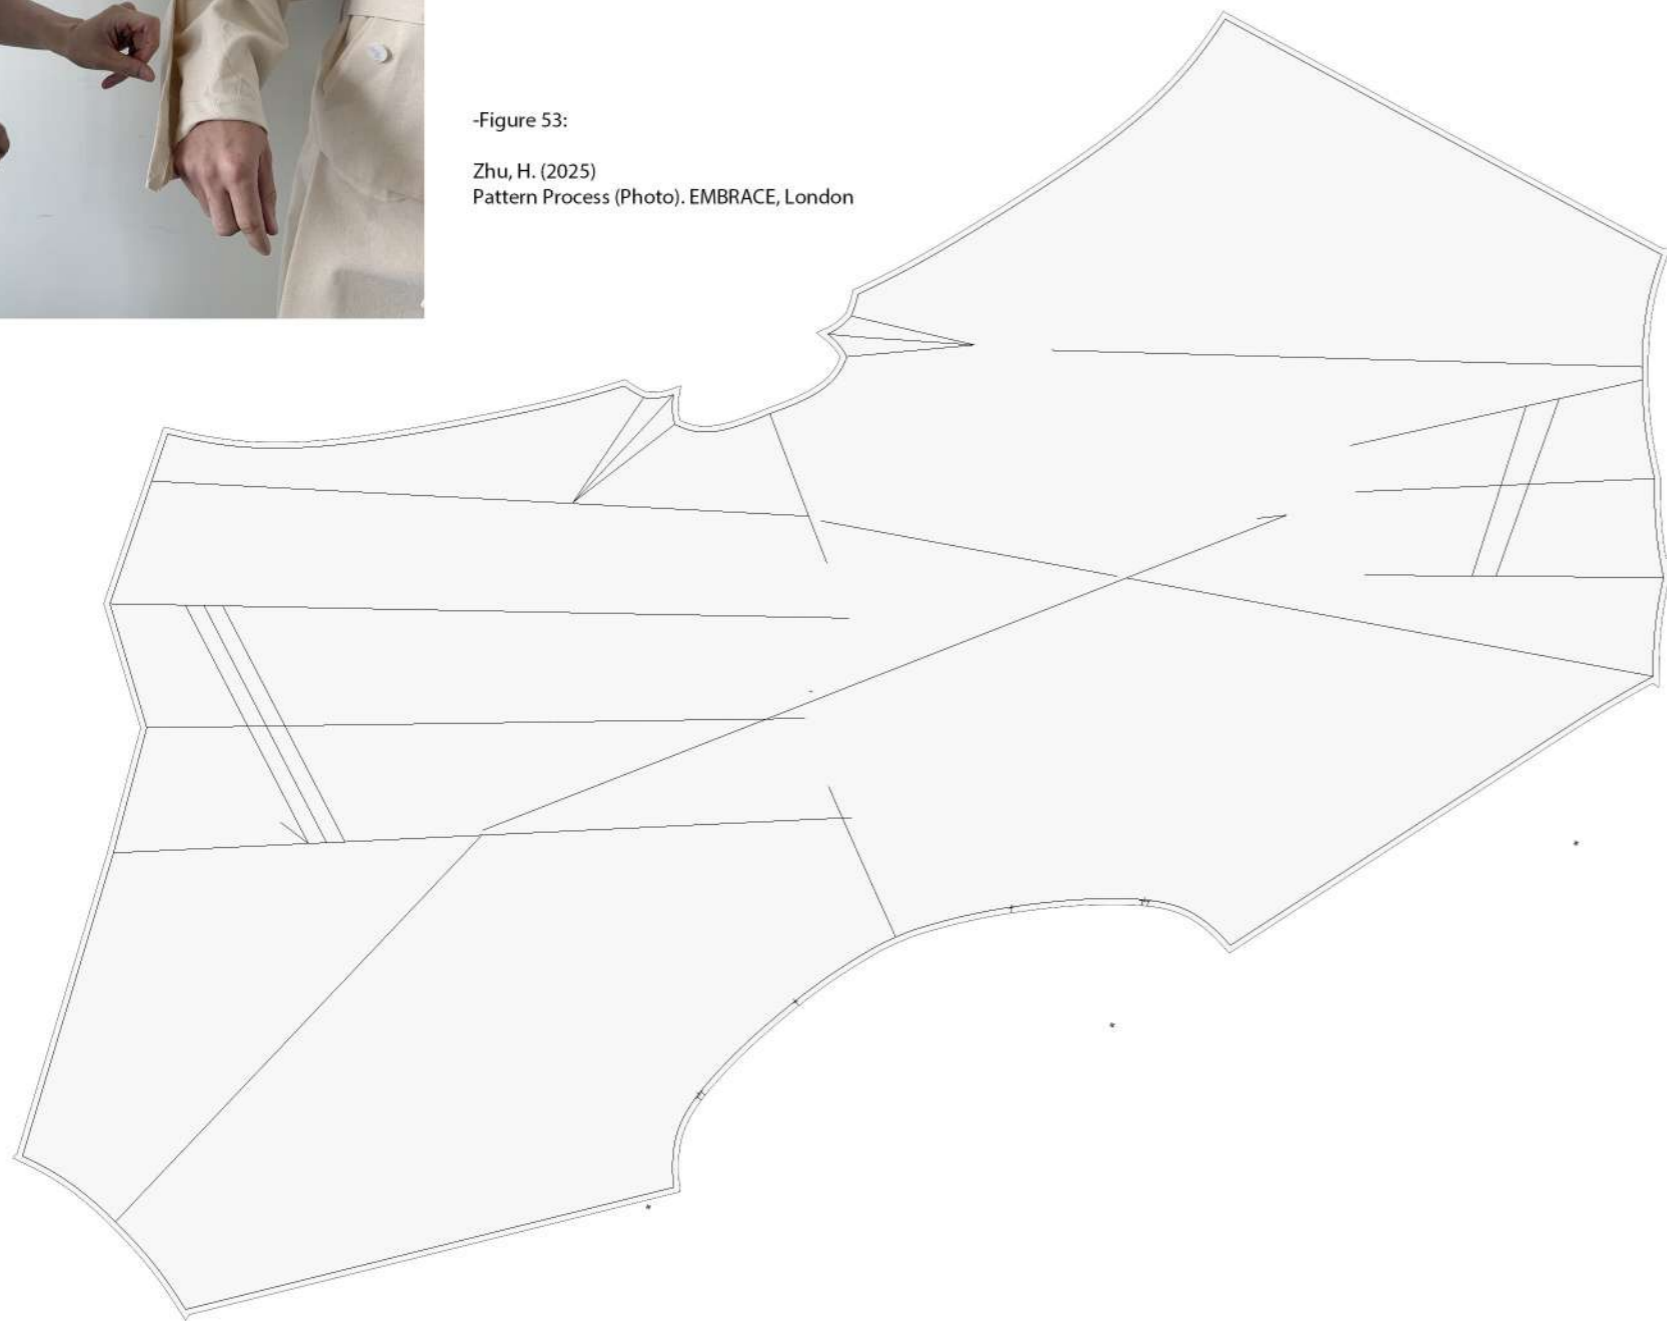 -Figure 53:
Zhu, H. (2025)
Pattern Process (Photo). EMBRACE, London